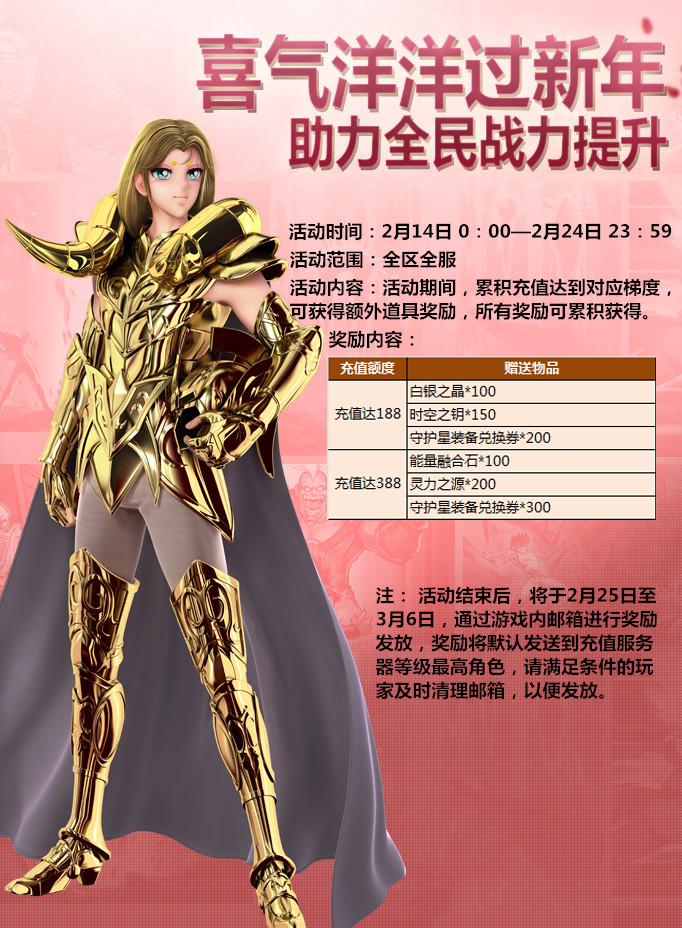 喜气洋洋过新年
助力全民战力提升
活动时间：2月14日 0：00—2月24日 23：59
活动范围：全区全服
活动内容：活动期间，累积充值达到对应梯度，
可获得额外道具奖励，所有奖励可累积获得。
奖励内容：
充值额度 赠送物品
充值达188
白银之晶*100
时空之钥*150
守护星装备兑换券*200
充值达388
能量融合石*100
灵力之源*200
守护星装备兑换券*300
注： 活动结束后，将于2月25日至
3月6日，通过游戏内邮箱进行奖励
发放，奖励将默认发送到充值服务
器等级最高角色，请满足条件的玩
家及时清理邮箱，以便发放。